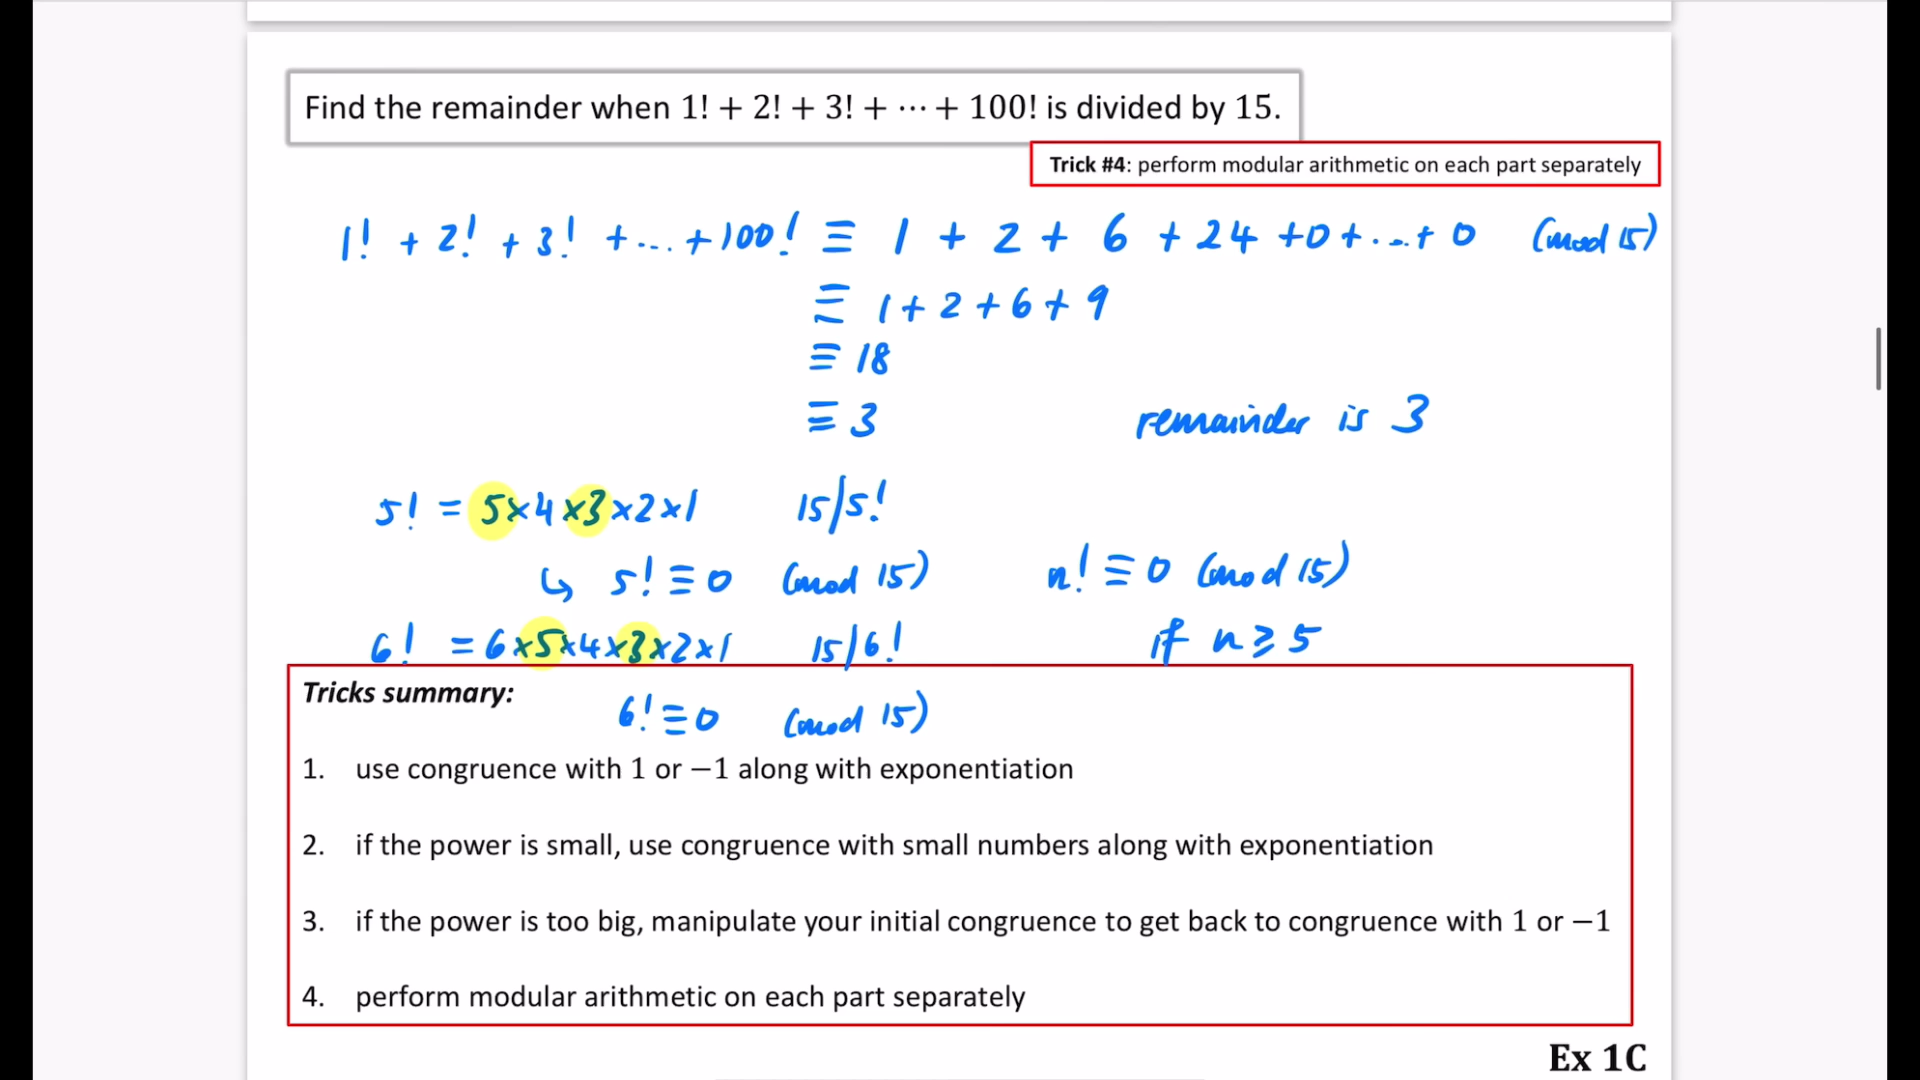 Find the remainder when 1! + 2! + 3! + ⋯ + 100! is divided by 15.
Trick #4: perform modular arithmetic on each part separately
1! + 2! + 3! + ... + 100! ≡ 1 + 2 + 6 + 24 + 0 + ... + 0 (mod 15)
≡ 1 + 2 + 6 + 9
≡ 18
≡ 3 remainder is 3
5! = 5×4×3×2×1 15/5!
↳ 5! ≡ 0 (mod 15) n! ≡ 0 (mod 15)
6! = 6×5×4×3×2×1 15/6! if n ⩾ 5
Tricks summary:
6! ≡ 0 (mod 15)
1. use congruence with 1 or −1 along with exponentiation
2. if the power is small, use congruence with small numbers along with exponentiation
3. if the power is too big, manipulate your initial congruence to get back to congruence with 1 or −1
4. perform modular arithmetic on each part separately
Ex 1C